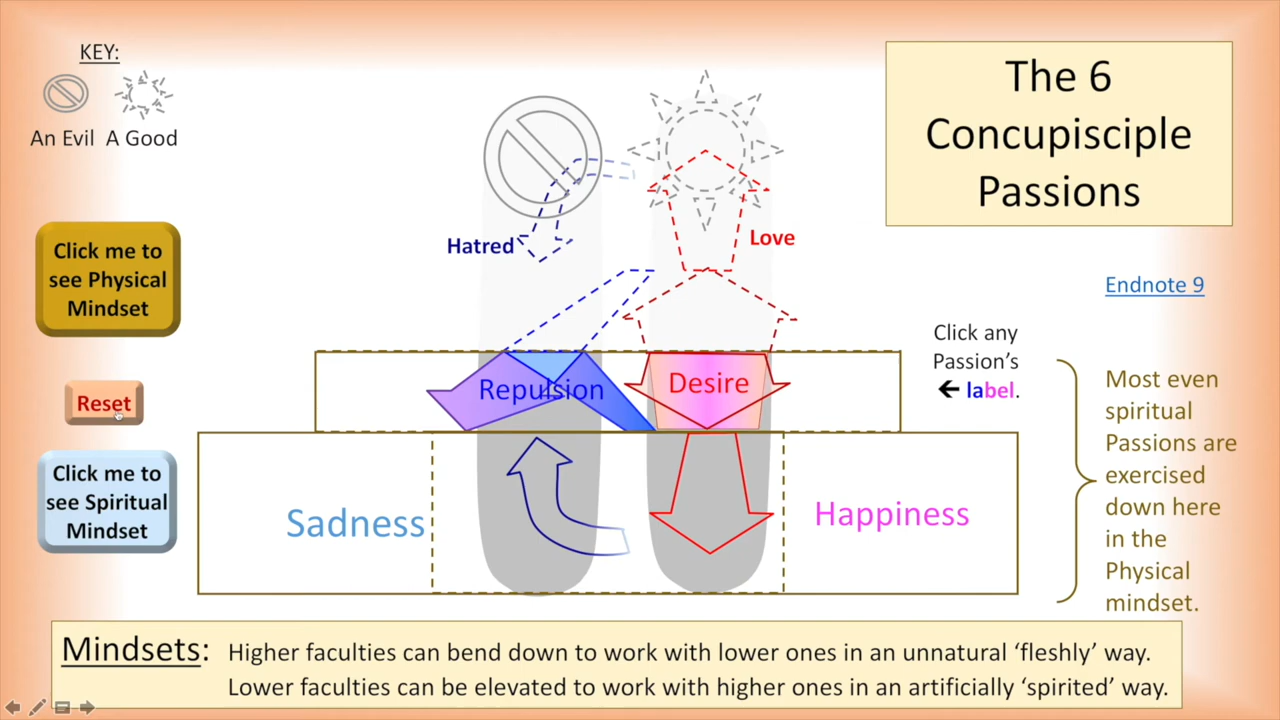 KEY:
An Evil A Good
The 6
Concupisciple
Passions
Click me to
see Physical
Mindset
Hatred
Love
Endnote 9
Click any
Passion's
🡰 label.
Repulsion
Desire
Reset
Most even
spiritual
Passions are
exercised
down here
in the
Physical
mindset.
Click me to
see Spiritual
Mindset
Sadness
Happiness
Mindsets: Higher faculties can bend down to work with lower ones in an unnatural ‘fleshly’ way.
Lower faculties can be elevated to work with higher ones in an artificially ‘spirited’ way.